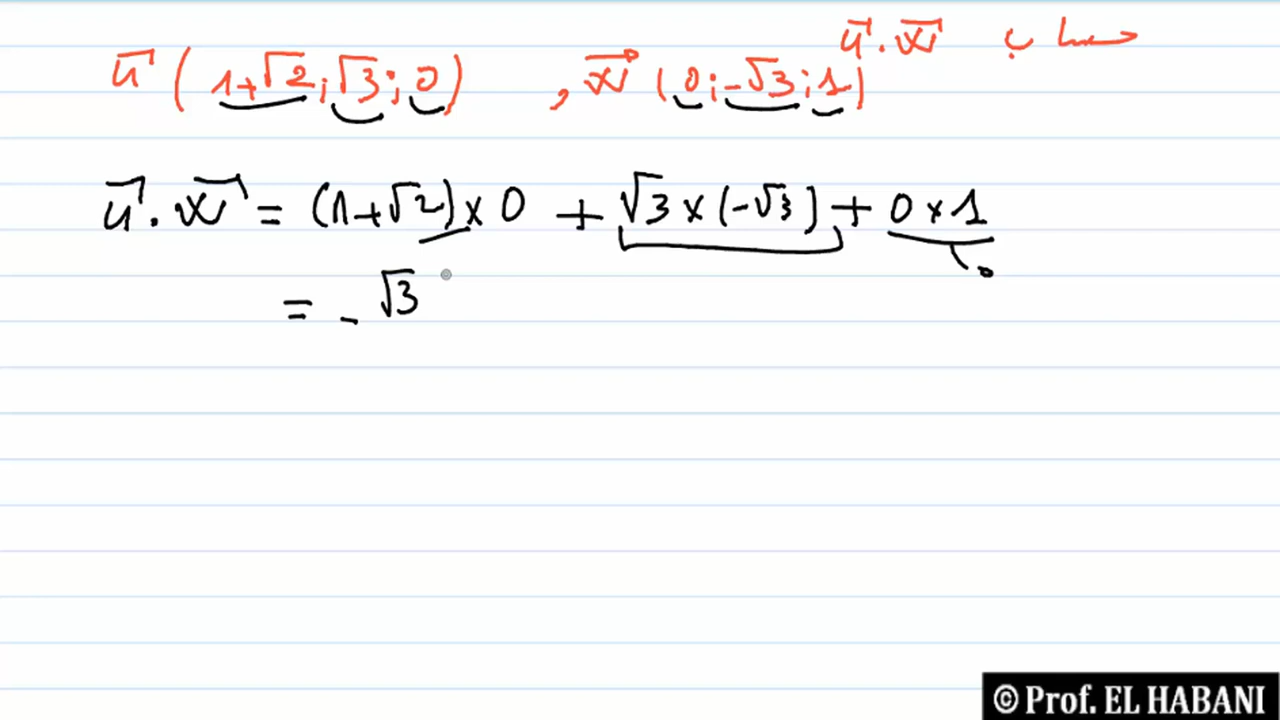 حساب u⃗ . w⃗
u⃗ (1+√2 ; √3 ; 0) , w⃗ (0 ; -√3 ; 1)
u⃗ . w⃗ = (1+√2) × 0 + √3 × (-√3) + 0 × 1
0
= - √3
© Prof. EL HABANI